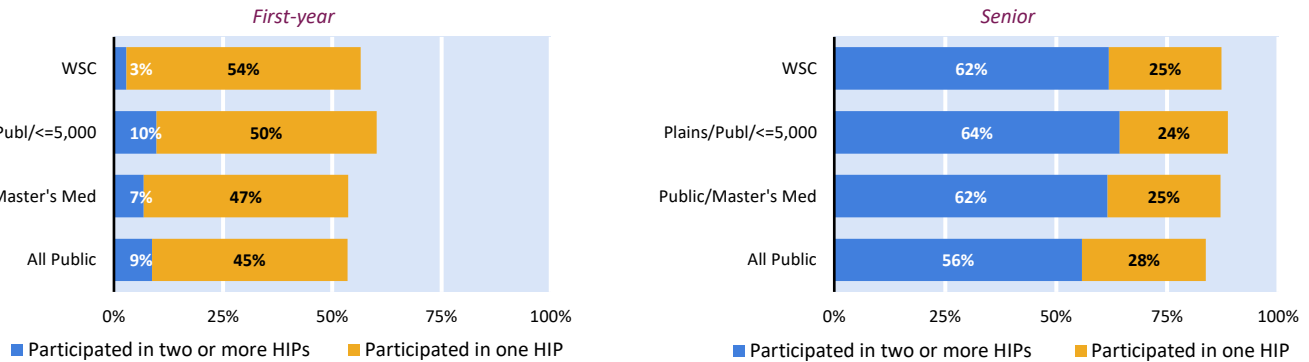 First-year
WSC
3%
54%
Publ/<=5,000
10%
50%
Master's Med
7%
47%
All Public
9%
45%
0%
25%
50%
75%
100%
Participated in two or more HIPs
Participated in one HIP
Senior
WSC
62%
25%
Plains/Publ/<=5,000
64%
24%
Public/Master's Med
62%
25%
All Public
56%
28%
0%
25%
50%
75%
100%
Participated in two or more HIPs
Participated in one HIP